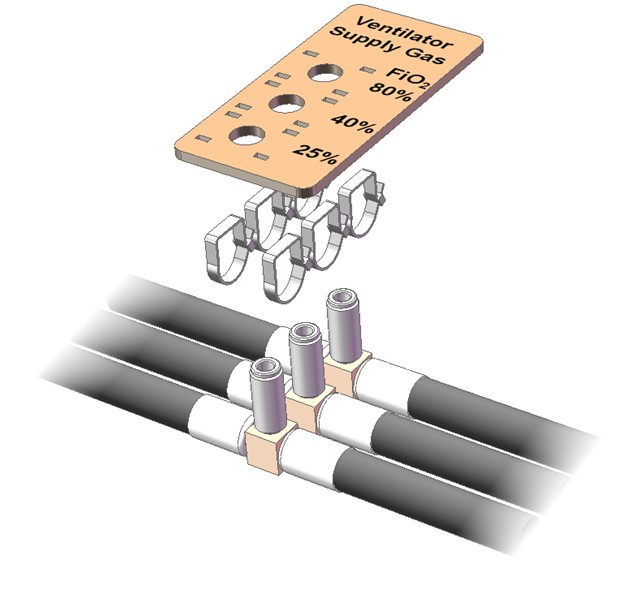 Ventilator
Supply Gas
FiO₂
80%
40%
25%